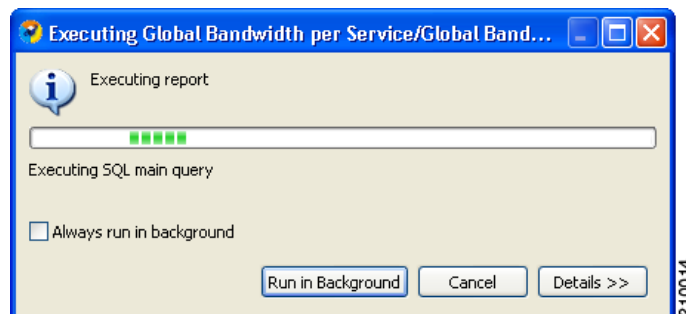 Executing Global Bandwidth per Service/Global Band...
Executing report
Executing SQL main query
Always run in background
Run in Background
Cancel
Details >>
210014